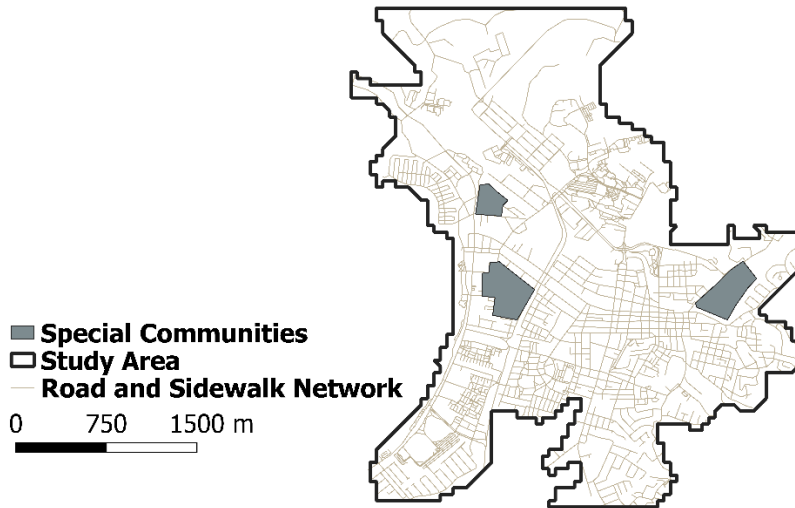 Special Communities
Study Area
Road and Sidewalk Network
0 750 1500 m